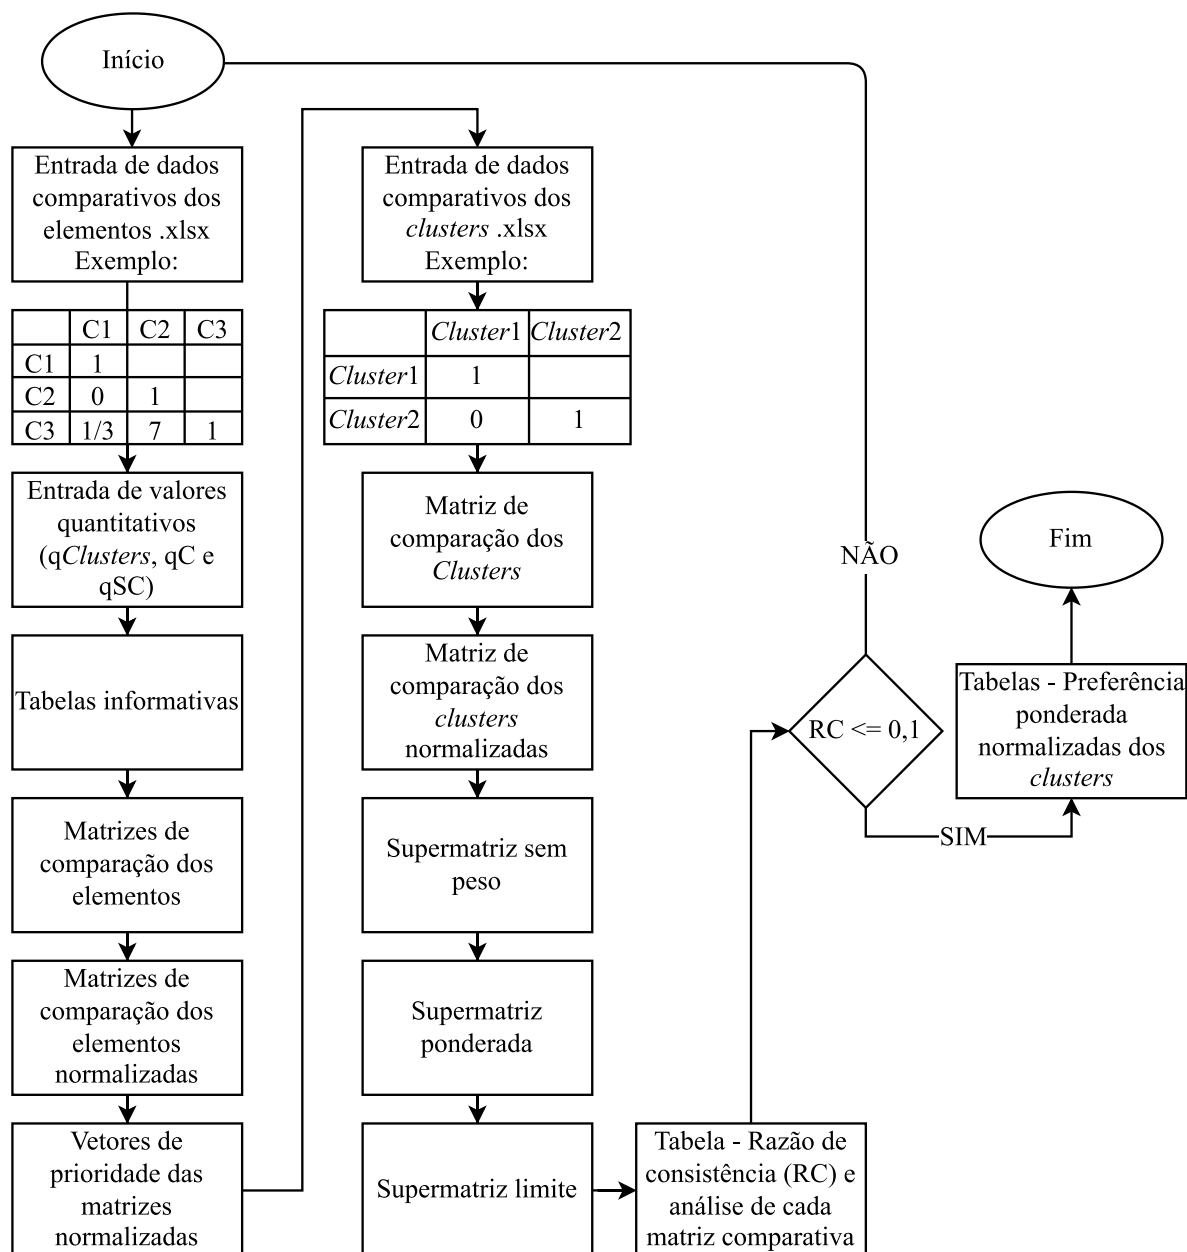 Início
Entrada de dados
comparativos dos
elementos .xlsx
Exemplo:
C1 C2 C3
C1 1
C2 0 1
C3 1/3 7 1
Entrada de valores
quantitativos
(qClusters, qC e
qSC)
Tabelas informativas
Matrizes de
comparação dos
elementos
Matrizes de
comparação dos
elementos
normalizadas
Vetores de
prioridade das
matrizes
normalizadas
Entrada de dados
comparativos dos
clusters .xlsx
Exemplo:
Cluster1 Cluster2
Cluster1 1
Cluster2 0 1
Matriz de
comparação dos
Clusters
Matriz de
comparação dos
clusters
normalizadas
Supermatriz sem
peso
Supermatriz
ponderada
Supermatriz limite
Tabela - Razão de
consistência (RC) e
análise de cada
matriz comparativa
RC <= 0,1
NÃO
SIM
Tabelas - Preferência
ponderada
normalizadas dos
clusters
Fim